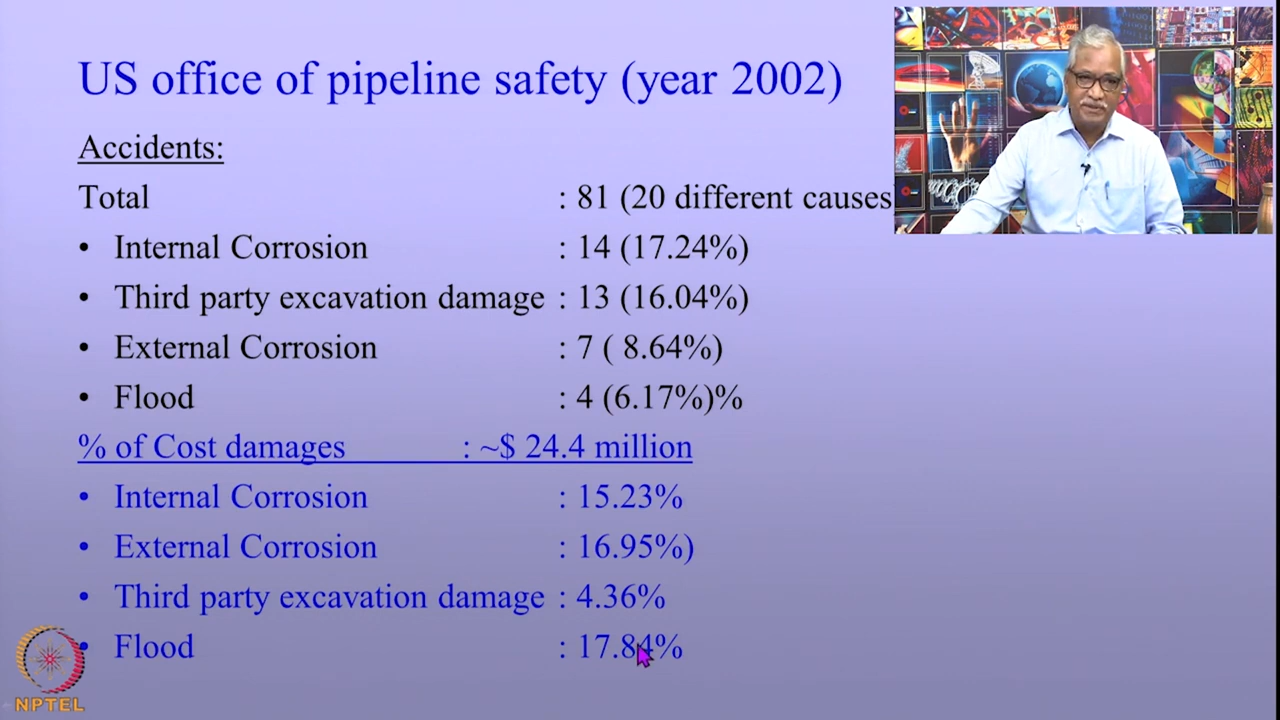 US office of pipeline safety (year 2002)
Accidents:
Total : 81 (20 different causes
• Internal Corrosion : 14 (17.24%)
• Third party excavation damage : 13 (16.04%)
• External Corrosion : 7 ( 8.64%)
• Flood : 4 (6.17%)%
% of Cost damages : ~$ 24.4 million
• Internal Corrosion : 15.23%
• External Corrosion : 16.95%)
• Third party excavation damage : 4.36%
• Flood : 17.84%
NPTEL